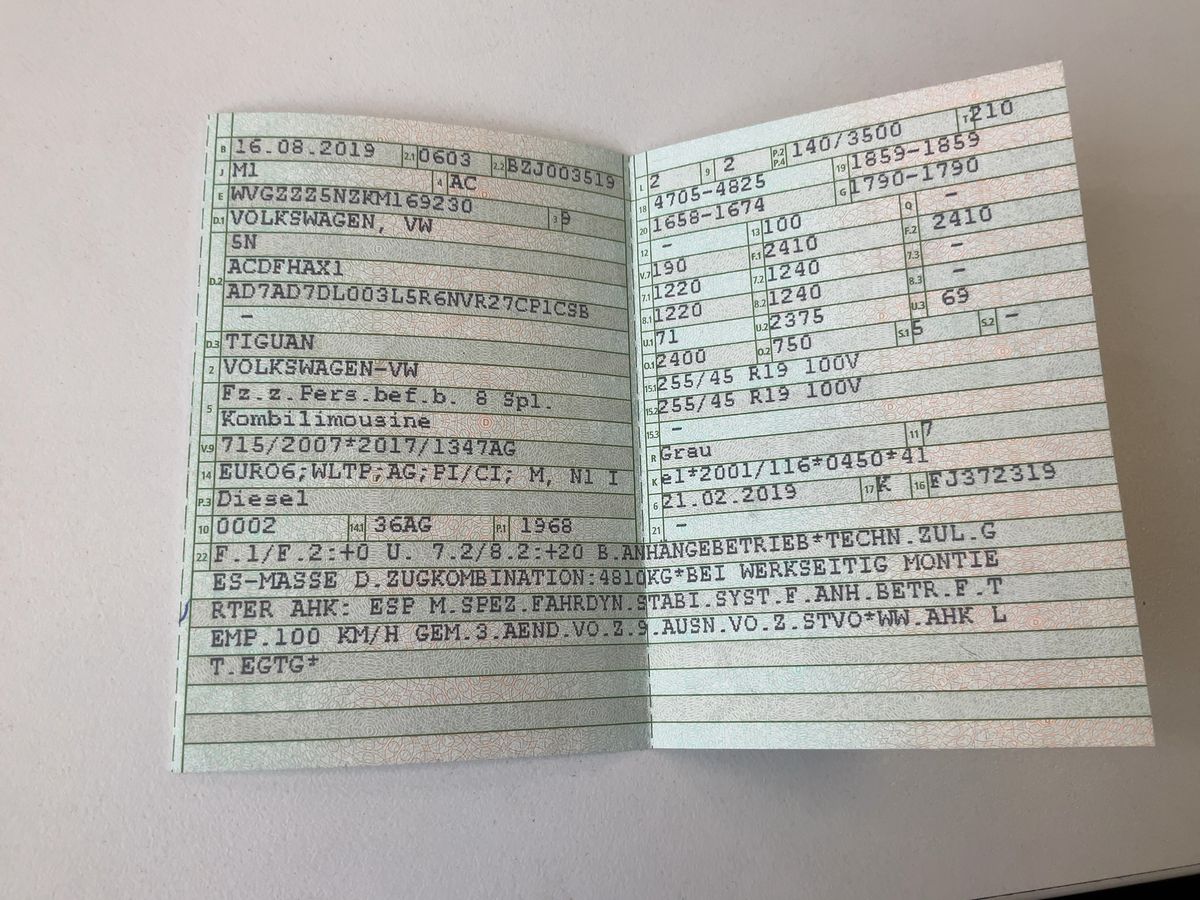 B 16.08.2019 2.1 0603 2.2 BZJ003519
J M1 4 AC
E WVGZZZ5NZKM169230 3 9
D.1 VOLKSWAGEN, VW
D.2 5N
ACDFHAX1
AD7AD7DL003L5R6NVR27CP1CSB
–
D.3 TIGUAN
2 VOLKSWAGEN-VW
5 Fz.z.Pers.bef.b. 8 Spl.
Kombilimousine
V.9 715/2007*2017/1347AG
14 EURO6;WLTP;AG;PI/CI; M, N1 I
P.3 Diesel
10 0002 14.1 36AG P.1 1968
L 2 9 2 P.2 P.4 140/3500 T 210
18 4705-4825 19 1859-1859
20 1658-1674 G 1790-1790
12 – 13 100 Q –
V.7 190 F.1 2410 F.2 2410
7.1 1220 7.2 1240 7.3 –
8.1 1220 8.2 1240 8.3 –
U.1 71 U.2 2375 U.3 69
O.1 2400 O.2 750 S.1 5 S.2 –
15.1 255/45 R19 100V
15.2 255/45 R19 100V
15.3 –
R Grau 11 7
K e1*2001/116*0450*41
6 21.02.2019 17 K 16 FJ372319
21 –
22 F.1/F.2:+0 U. 7.2/8.2:+20 B.ANHÄNGEBETRIEB*TECHN.ZUL.G
ES-MASSE D.ZUGKOMBINATION:4810KG*BEI WERKSEITIG MONTIE
RTER AHK: ESP M.SPEZ.FAHRDYN.STABI.SYST.F.ANH.BETR.F.T
EMP.100 KM/H GEM.3.AEND.VO.Z.9.AUSN.VO.Z.STVO*WW.AHK L
T.EGTG*